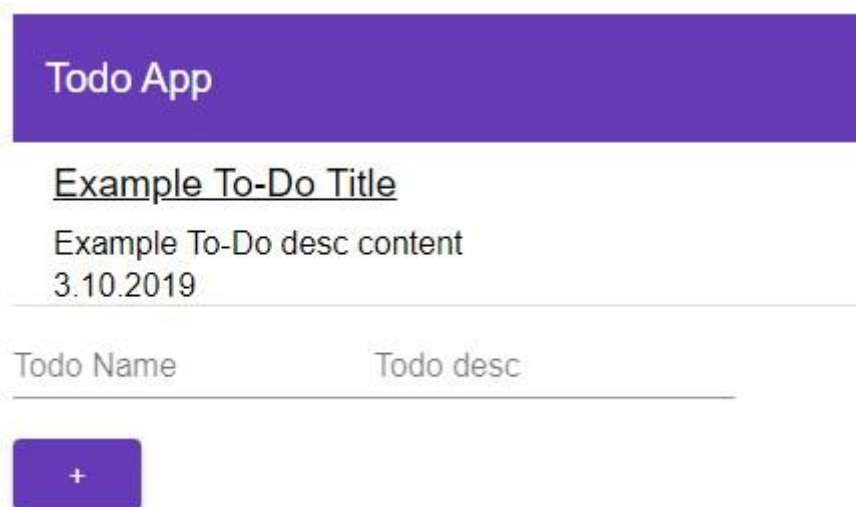 Todo App
Example To-Do Title
Example To-Do desc content
3.10.2019
Todo Name Todo desc
+